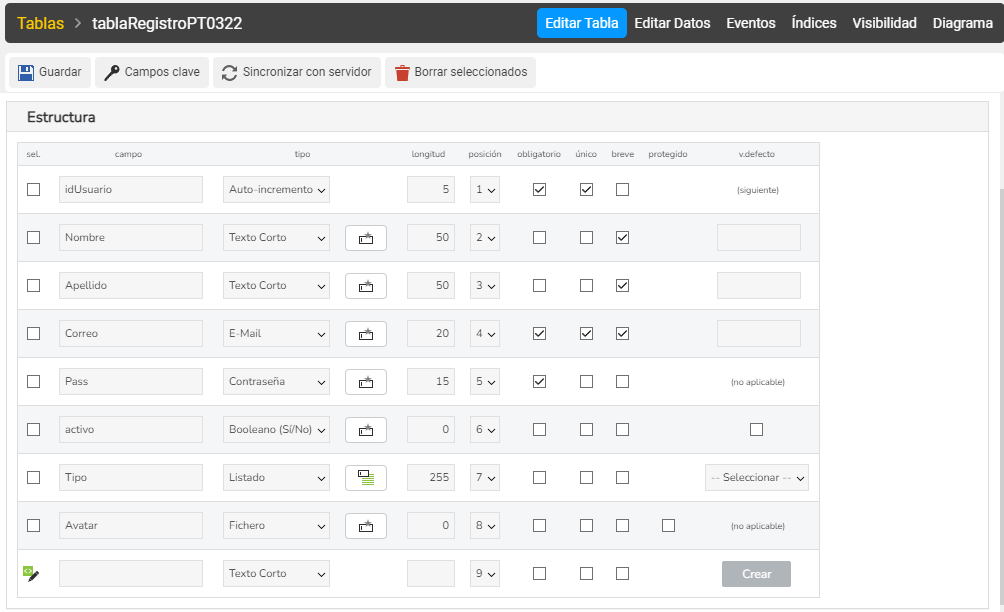 Tablas > tablaRegistroPT0322 Editar Tabla Editar Datos Eventos Índices Visibilidad Diagrama
Guardar Campos clave Sincronizar con servidor Borrar seleccionados
Estructura
sel. campo tipo longitud posición obligatorio único breve protegido v.defecto
idUsuario Auto-incremento 5 1 (siguiente)
Nombre Texto Corto 50 2
Apellido Texto Corto 50 3
Correo E-Mail 20 4
Pass Contraseña 15 5 (no aplicable)
activo Booleano (Sí/No) 0 6
Tipo Listado 255 7 -- Seleccionar --
Avatar Fichero 0 8 (no aplicable)
Texto Corto 9 Crear